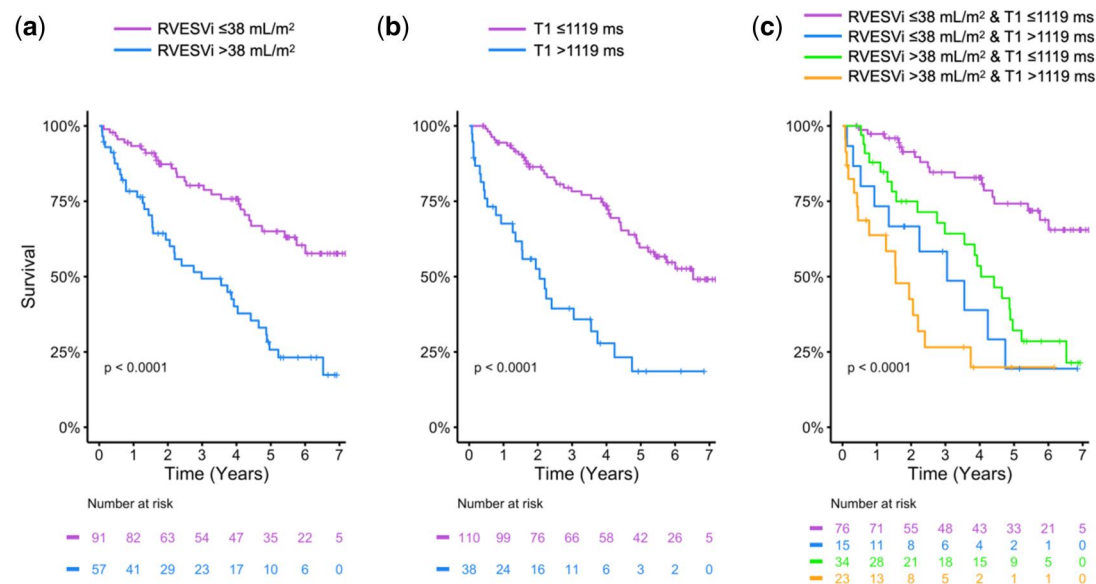 (a)
RVESVi ≤38 mL/m²
RVESVi >38 mL/m²
Survival
100%
75%
50%
25%
0%
p < 0.0001
0 1 2 3 4 5 6 7
Time (Years)
Number at risk
91 82 63 54 47 35 22 5
57 41 29 23 17 10 6 0
(b)
T1 ≤1119 ms
T1 >1119 ms
100%
75%
50%
25%
0%
p < 0.0001
0 1 2 3 4 5 6 7
Time (Years)
Number at risk
110 99 76 66 58 42 26 5
38 24 16 11 6 3 2 0
(c)
RVESVi ≤38 mL/m² & T1 ≤1119 ms
RVESVi ≤38 mL/m² & T1 >1119 ms
RVESVi >38 mL/m² & T1 ≤1119 ms
RVESVi >38 mL/m² & T1 >1119 ms
100%
75%
50%
25%
0%
p < 0.0001
0 1 2 3 4 5 6 7
Time (Years)
Number at risk
76 71 55 48 43 33 21 5
15 11 8 6 4 2 1 0
34 28 21 18 15 9 5 0
23 13 8 5 2 1 1 0